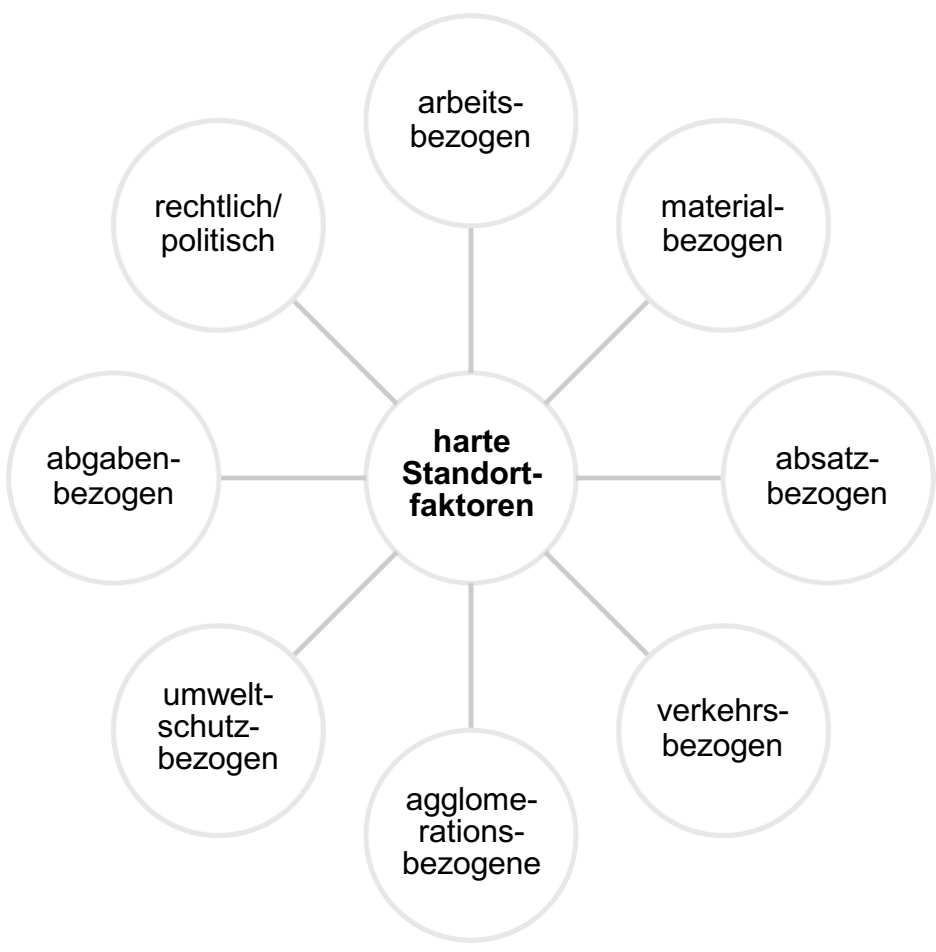 arbeits-
bezogen
rechtlich/
politisch
material-
bezogen
harte
Standort-
faktoren
abgaben-
bezogen
absatz-
bezogen
umwelt-
schutz-
bezogen
verkehrs-
bezogen
agglome-
rations-
bezogene